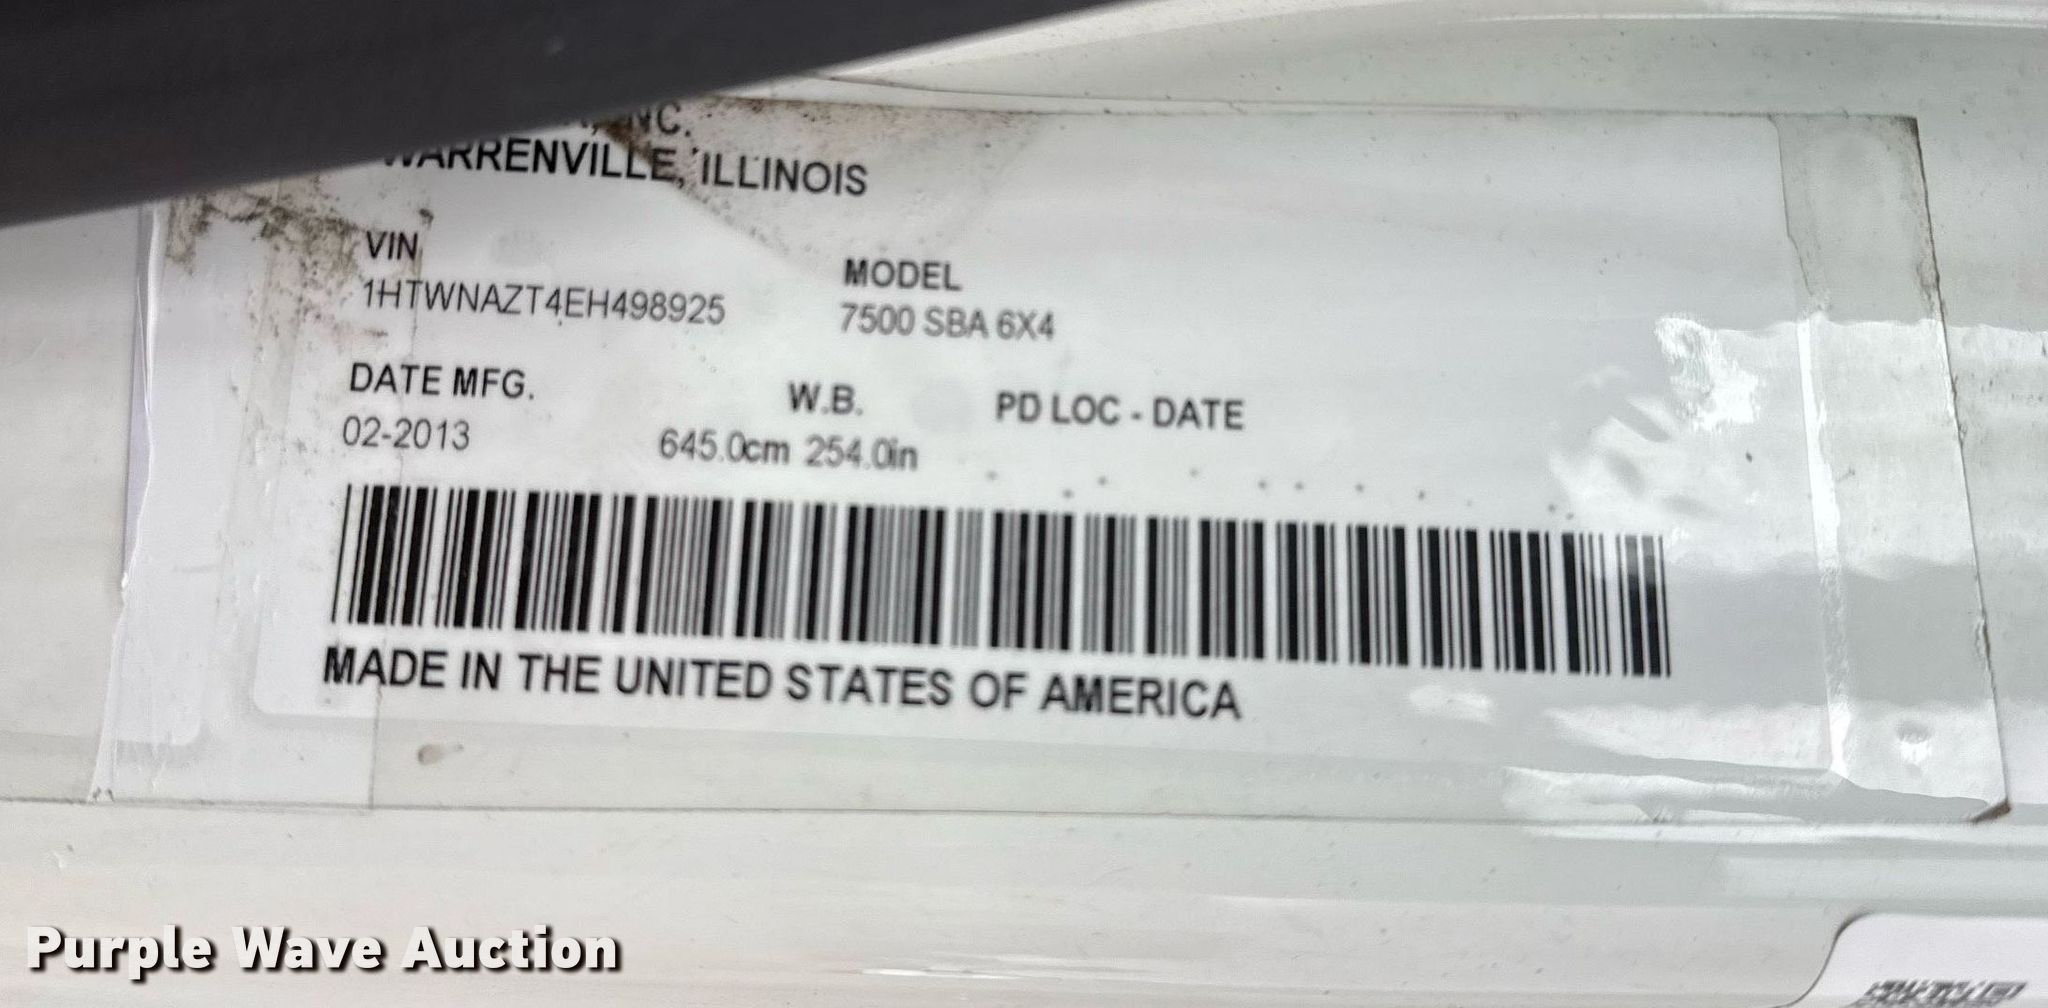 INC.
WARRENVILLE, ILLINOIS
VIN
1HTWNAZT4EH498925
MODEL
7500 SBA 6X4
DATE MFG.
02-2013
W.B.
645.0cm 254.0in
PD LOC - DATE
MADE IN THE UNITED STATES OF AMERICA
Purple Wave Auction